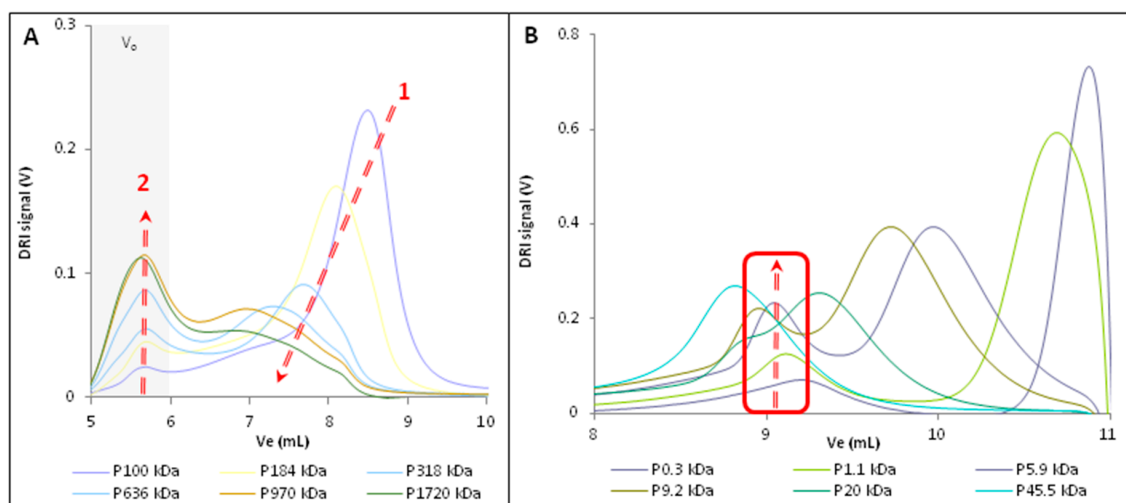 A
V₀
1
2
0.3
0.2
0.1
0
DRI signal (V)
5
6
7
8
9
10
Ve (mL)
P100 kDa
P184 kDa
P318 kDa
P636 kDa
P970 kDa
P1720 kDa
B
0.8
0.6
0.4
0.2
0
DRI signal (V)
8
9
10
11
Ve (mL)
P0.3 kDa
P1.1 kDa
P5.9 kDa
P9.2 kDa
P20 kDa
P45.5 kDa